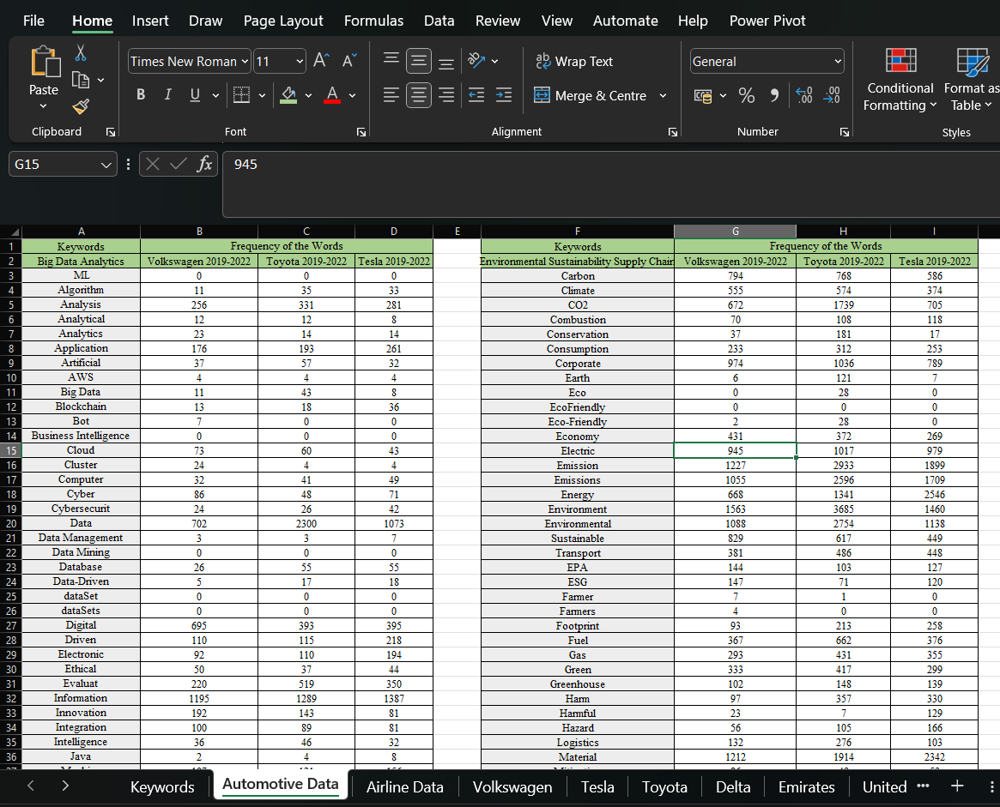 File Home Insert Draw Page Layout Formulas Data Review View Automate Help Power Pivot
Times New Roman 11 Wrap Text General
Paste B I U A Merge & Centre % Conditional Formatting Format as Table
Clipboard Font Alignment Number Styles
G15 fx 945
A B C D E F G H I
1 Keywords Frequency of the Words Keywords Frequency of the Words
2 Big Data Analytics Volkswagen 2019-2022 Toyota 2019-2022 Tesla 2019-2022 Environmental Sustainability Supply Chain Volkswagen 2019-2022 Toyota 2019-2022 Tesla 2019-2022
3 ML 0 0 0 Carbon 794 768 586
4 Algorithm 11 35 33 Climate 555 574 374
5 Analysis 256 331 281 CO2 672 1739 705
6 Analytical 12 12 8 Combustion 70 108 118
7 Analytics 23 14 14 Conservation 37 181 17
8 Application 176 193 261 Consumption 233 312 253
9 Artificial 37 57 32 Corporate 974 1036 789
10 AWS 4 4 4 Earth 6 121 7
11 Big Data 11 43 8 Eco 0 28 0
12 Blockchain 13 18 36 EcoFriendly 0 0 0
13 Bot 7 0 0 Eco-Friendly 2 28 0
14 Business Intelligence 0 0 0 Economy 431 372 269
15 Cloud 73 60 43 Electric 945 1017 979
16 Cluster 24 4 4 Emission 1227 2933 1899
17 Computer 32 41 49 Emissions 1055 2596 1709
18 Cyber 86 48 71 Energy 668 1341 2546
19 Cybersecurit 24 26 42 Environment 1563 3685 1460
20 Data 702 2300 1073 Environmental 1088 2754 1138
21 Data Management 3 3 7 Sustainable 829 617 449
22 Data Mining 0 0 0 Transport 381 486 448
23 Database 26 55 55 EPA 144 103 127
24 Data-Driven 5 17 18 ESG 147 71 120
25 dataSet 0 0 0 Farmer 7 1 0
26 dataSets 0 0 0 Farmers 4 0 0
27 Digital 695 393 395 Footprint 93 213 258
28 Driven 110 115 218 Fuel 367 662 376
29 Electronic 92 110 194 Gas 293 431 355
30 Ethical 50 37 44 Green 333 417 299
31 Evaluat 220 519 350 Greenhouse 102 148 139
32 Information 1195 1289 1387 Harm 97 357 330
33 Innovation 192 143 81 Harmful 23 7 129
34 Integration 100 89 81 Hazard 56 105 166
35 Intelligence 36 46 32 Logistics 132 276 103
36 Java 2 4 8 Material 1212 1914 2342
Keywords Automotive Data Airline Data Volkswagen Tesla Toyota Delta Emirates United